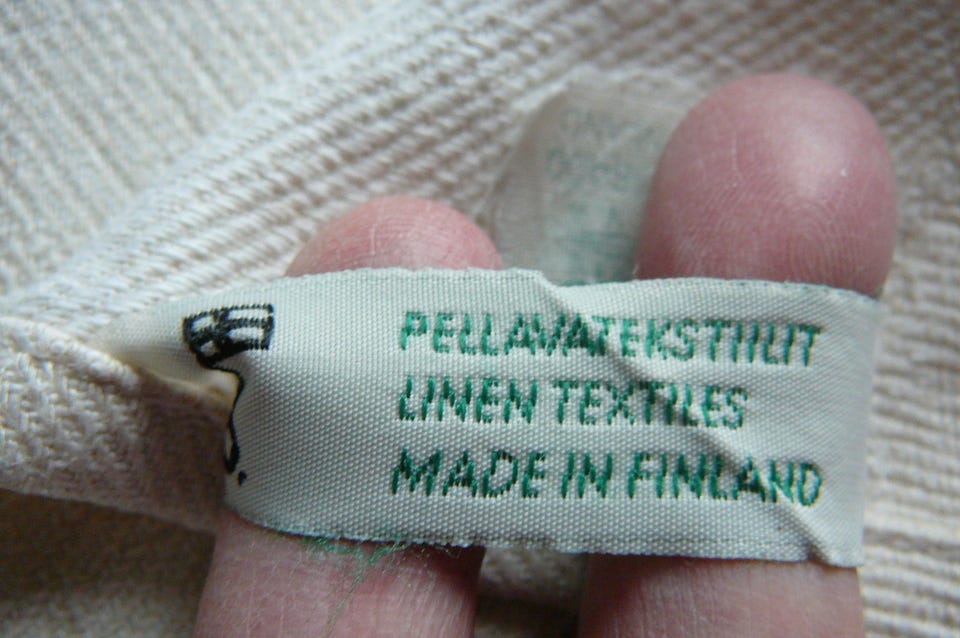 PELLAVATEKSTIILIT
LINEN TEXTILES
MADE IN FINLAND